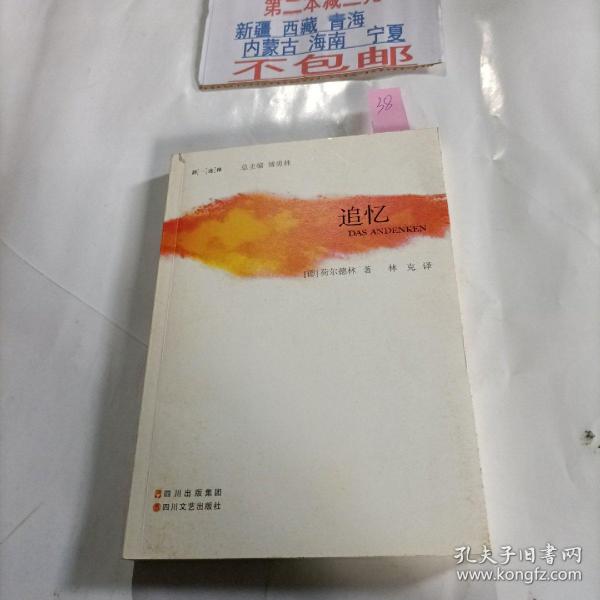 第二本减二元
新疆 西藏 青海
内蒙古 海南 宁夏
不包邮
38
总主编 傅勇林
追忆
DAS ANDENKEN
[德]荷尔德林 著 林克 译
四川出版集团
四川文艺出版社
孔夫子旧书网
www.kongfz.com